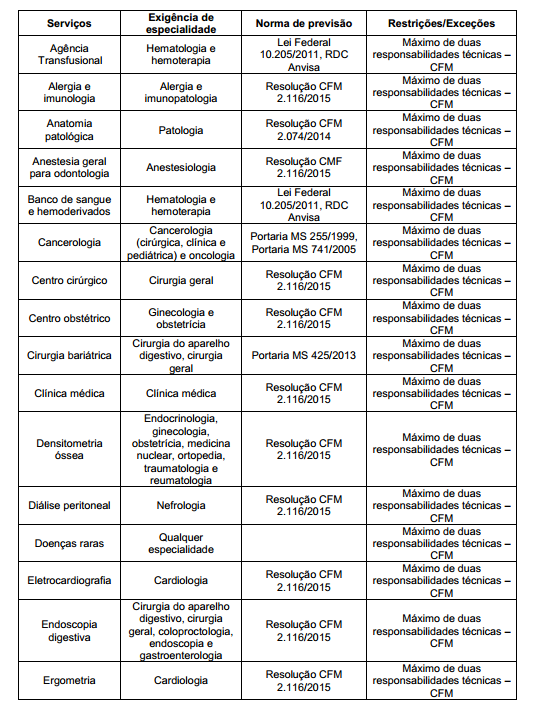 Serviços
Exigência de
especialidade
Norma de previsão
Restrições/Exceções
Agência
Transfusional
Hematologia e
hemoterapia
Lei Federal
10.205/2011, RDC
Anvisa
Máximo de duas
responsabilidades técnicas –
CFM
Alergia e
imunologia
Alergia e
imunopatologia
Resolução CFM
2.116/2015
Máximo de duas
responsabilidades técnicas –
CFM
Anatomia
patológica
Patologia
Resolução CFM
2.074/2014
Máximo de duas
responsabilidades técnicas –
CFM
Anestesia geral
para odontologia
Anestesiologia
Resolução CMF
2.116/2015
Máximo de duas
responsabilidades técnicas –
CFM
Banco de sangue
e hemoderivados
Hematologia e
hemoterapia
Lei Federal
10.205/2011, RDC
Anvisa
Máximo de duas
responsabilidades técnicas –
CFM
Cancerologia
Cancerologia
(cirúrgica, clínica e
pediátrica) e oncologia
Portaria MS 255/1999,
Portaria MS 741/2005
Máximo de duas
responsabilidades técnicas –
CFM
Centro cirúrgico
Cirurgia geral
Resolução CFM
2.116/2015
Máximo de duas
responsabilidades técnicas –
CFM
Centro obstétrico
Ginecologia e
obstetrícia
Resolução CFM
2.116/2015
Máximo de duas
responsabilidades técnicas –
CFM
Cirurgia bariátrica
Cirurgia do aparelho
digestivo, cirurgia
geral
Portaria MS 425/2013
Máximo de duas
responsabilidades técnicas –
CFM
Clínica médica
Clínica médica
Resolução CFM
2.116/2015
Máximo de duas
responsabilidades técnicas –
CFM
Densitometria
óssea
Endocrinologia,
ginecologia,
obstetrícia, medicina
nuclear, ortopedia,
traumatologia e
reumatologia
Resolução CFM
2.116/2015
Máximo de duas
responsabilidades técnicas –
CFM
Diálise peritoneal
Nefrologia
Resolução CFM
2.116/2015
Máximo de duas
responsabilidades técnicas –
CFM
Doenças raras
Qualquer
especialidade
Máximo de duas
responsabilidades técnicas –
CFM
Eletrocardiografia
Cardiologia
Resolução CFM
2.116/2015
Máximo de duas
responsabilidades técnicas –
CFM
Endoscopia
digestiva
Cirurgia do aparelho
digestivo, cirurgia
geral, coloproctologia,
endoscopia e
gastroenterologia
Resolução CFM
2.116/2015
Máximo de duas
responsabilidades técnicas –
CFM
Ergometria
Cardiologia
Resolução CFM
2.116/2015
Máximo de duas
responsabilidades técnicas –
CFM